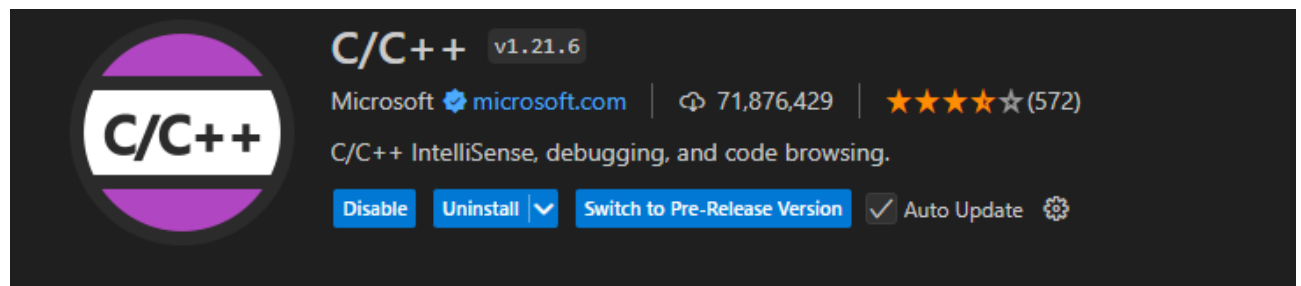 C/C++
C/C++ v1.21.6
Microsoft microsoft.com 71,876,429 (572)
C/C++ IntelliSense, debugging, and code browsing.
Disable Uninstall Switch to Pre-Release Version Auto Update